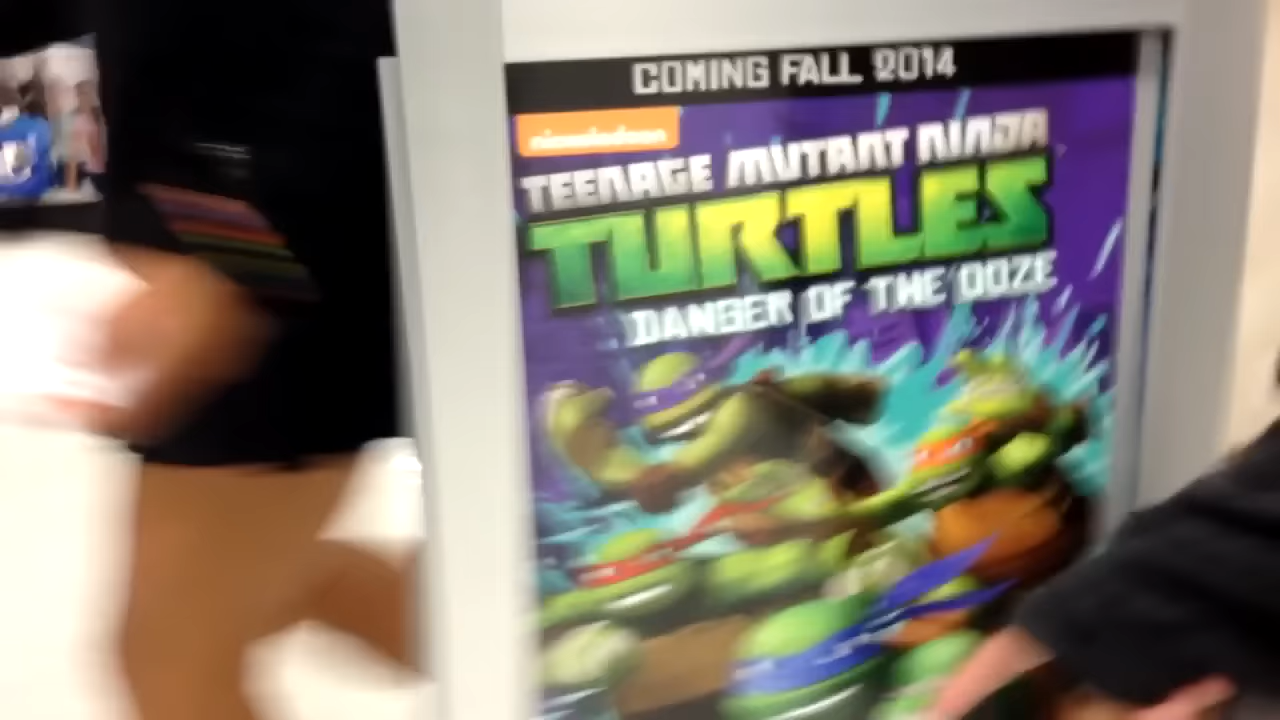 COMING FALL 2014
nickelodeon
TEENAGE MUTANT NINJA
TURTLES
DANGER OF THE OOZE